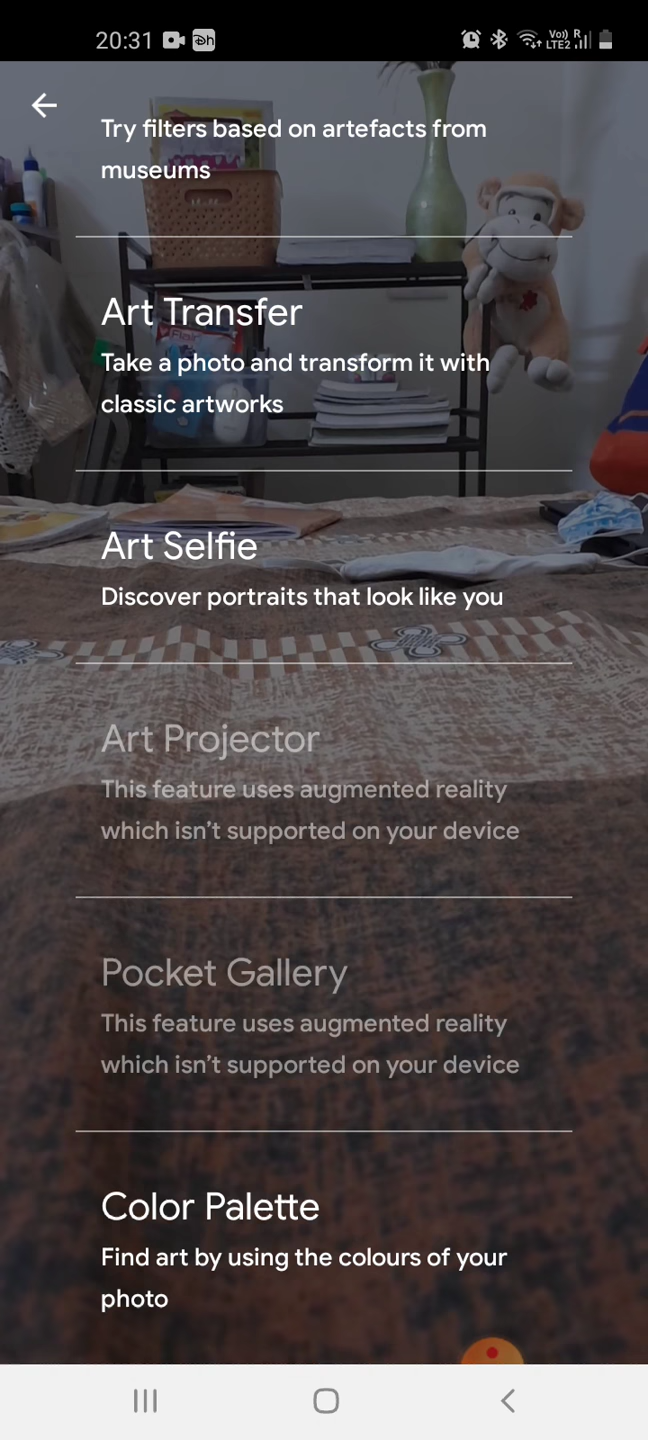 20:31
Vo)) R
LTE2
Try filters based on artefacts from
museums
Art Transfer
Take a photo and transform it with
classic artworks
Art Selfie
Discover portraits that look like you
Art Projector
This feature uses augmented reality
which isn't supported on your device
Pocket Gallery
This feature uses augmented reality
which isn't supported on your device
Color Palette
Find art by using the colours of your
photo